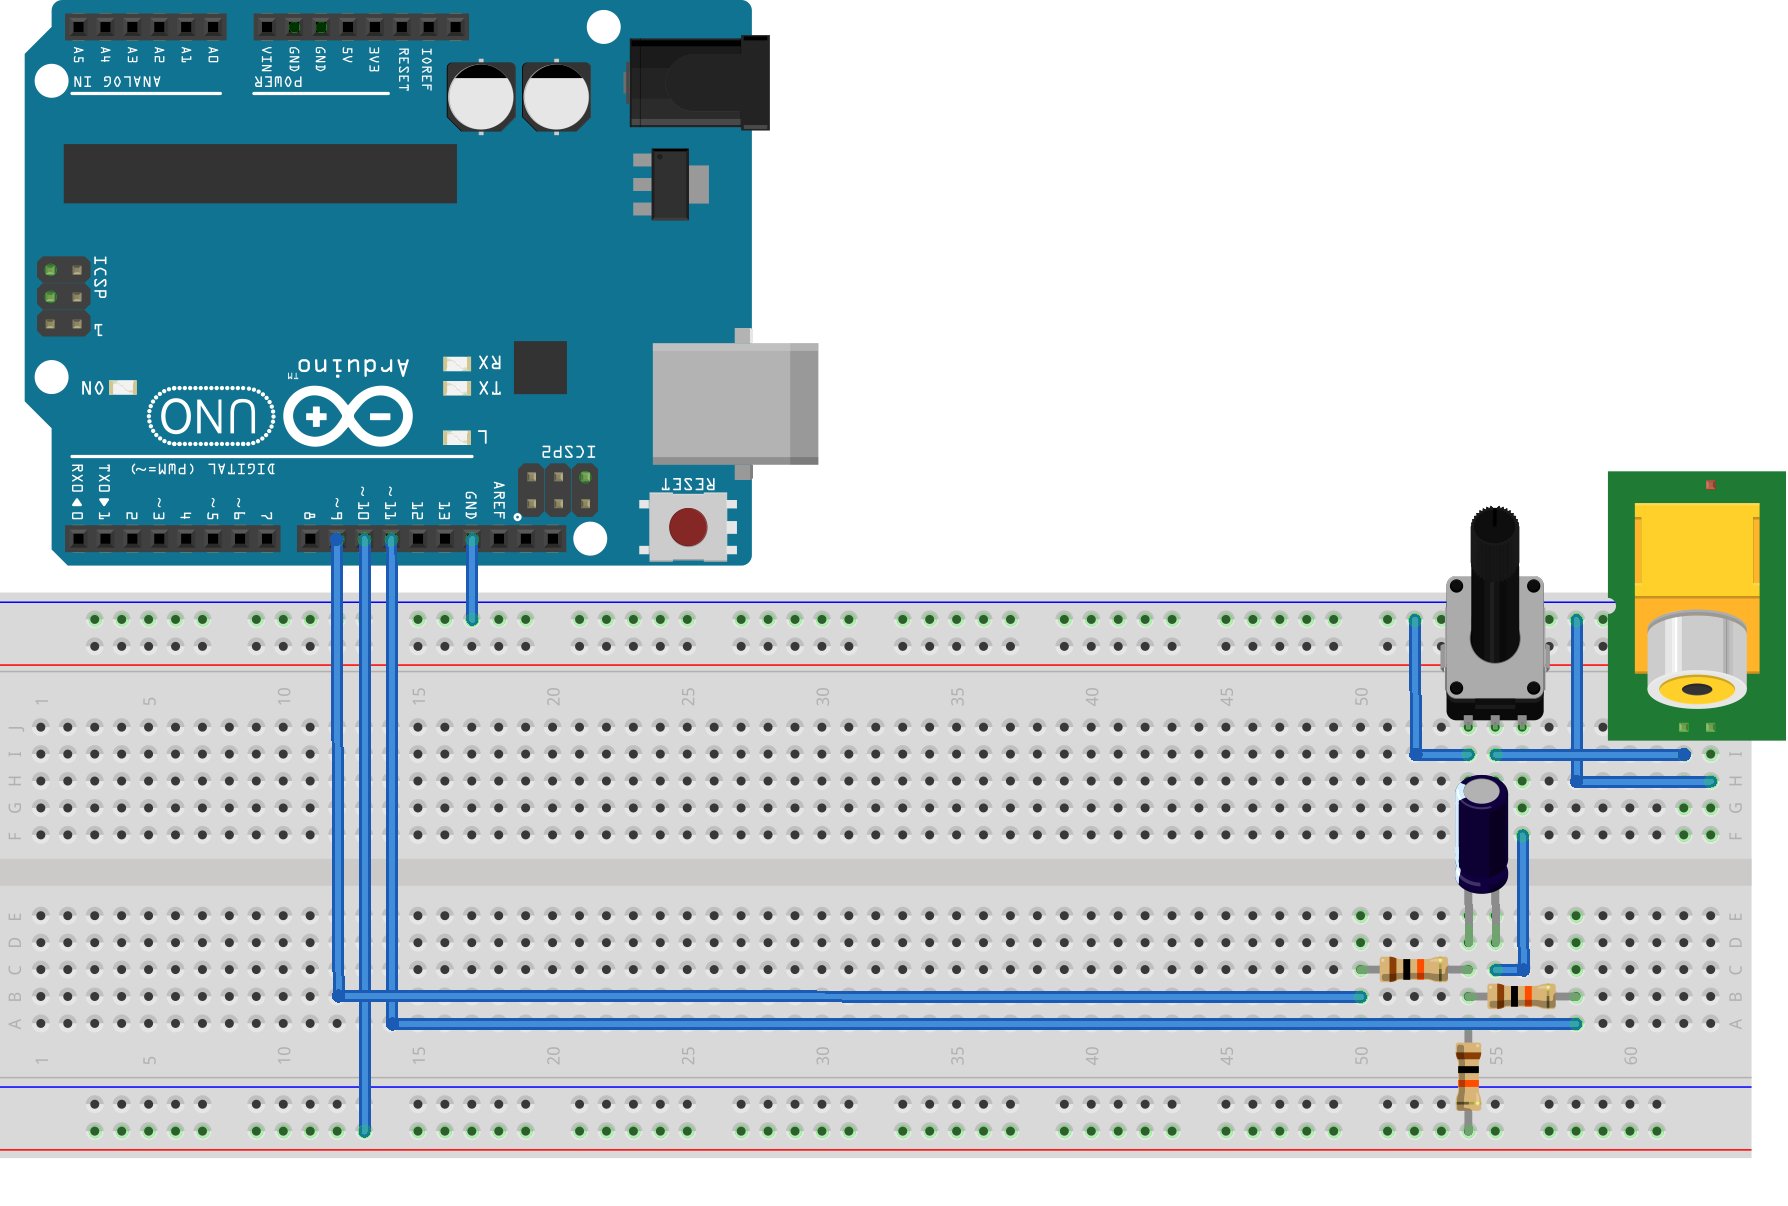 A5 A4 A3 A2 A1 A0
VIN GND GND 5V 3V3 RESET IOREF
ANALOG IN
POWER
ICSP
1
Arduino™
RX
TX
ON
UNO
L
ICSP2
DIGITAL (PWM=~)
RESET
RX0◀0 TX0▶1 2 ~3 4 ~5 ~6 7 8 ~9 ~10 ~11 12 13 GND AREF
1 5 10 15 20 25 30 35 40 45 50
J
I I
H H
G G
F F
E E
D D
C C
B B
A A
1 5 10 15 20 25 30 35 40 45 50 55 60